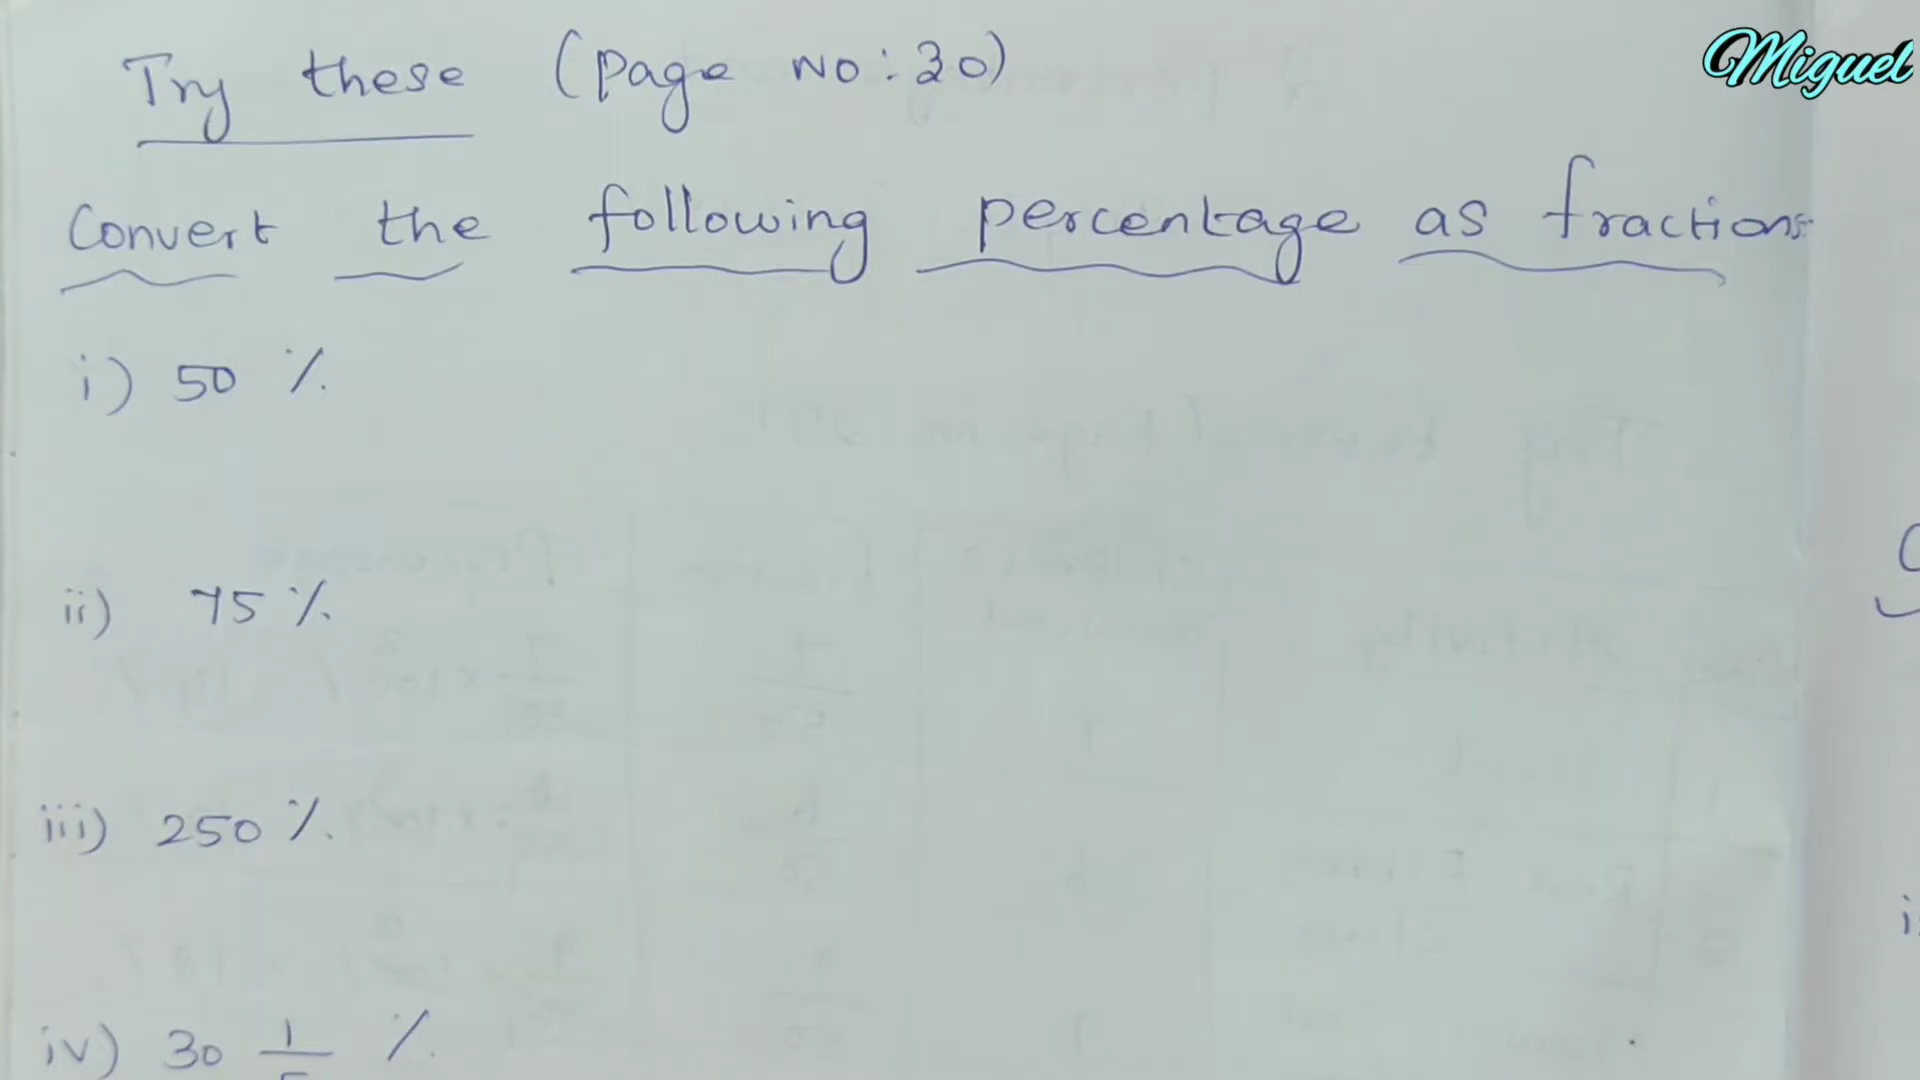 Miguel
Try these (page no: 30)
Convert the following percentage as fractions
i) 50 %
ii) 75 %
iii) 250 %
iv) 30 1/5 %